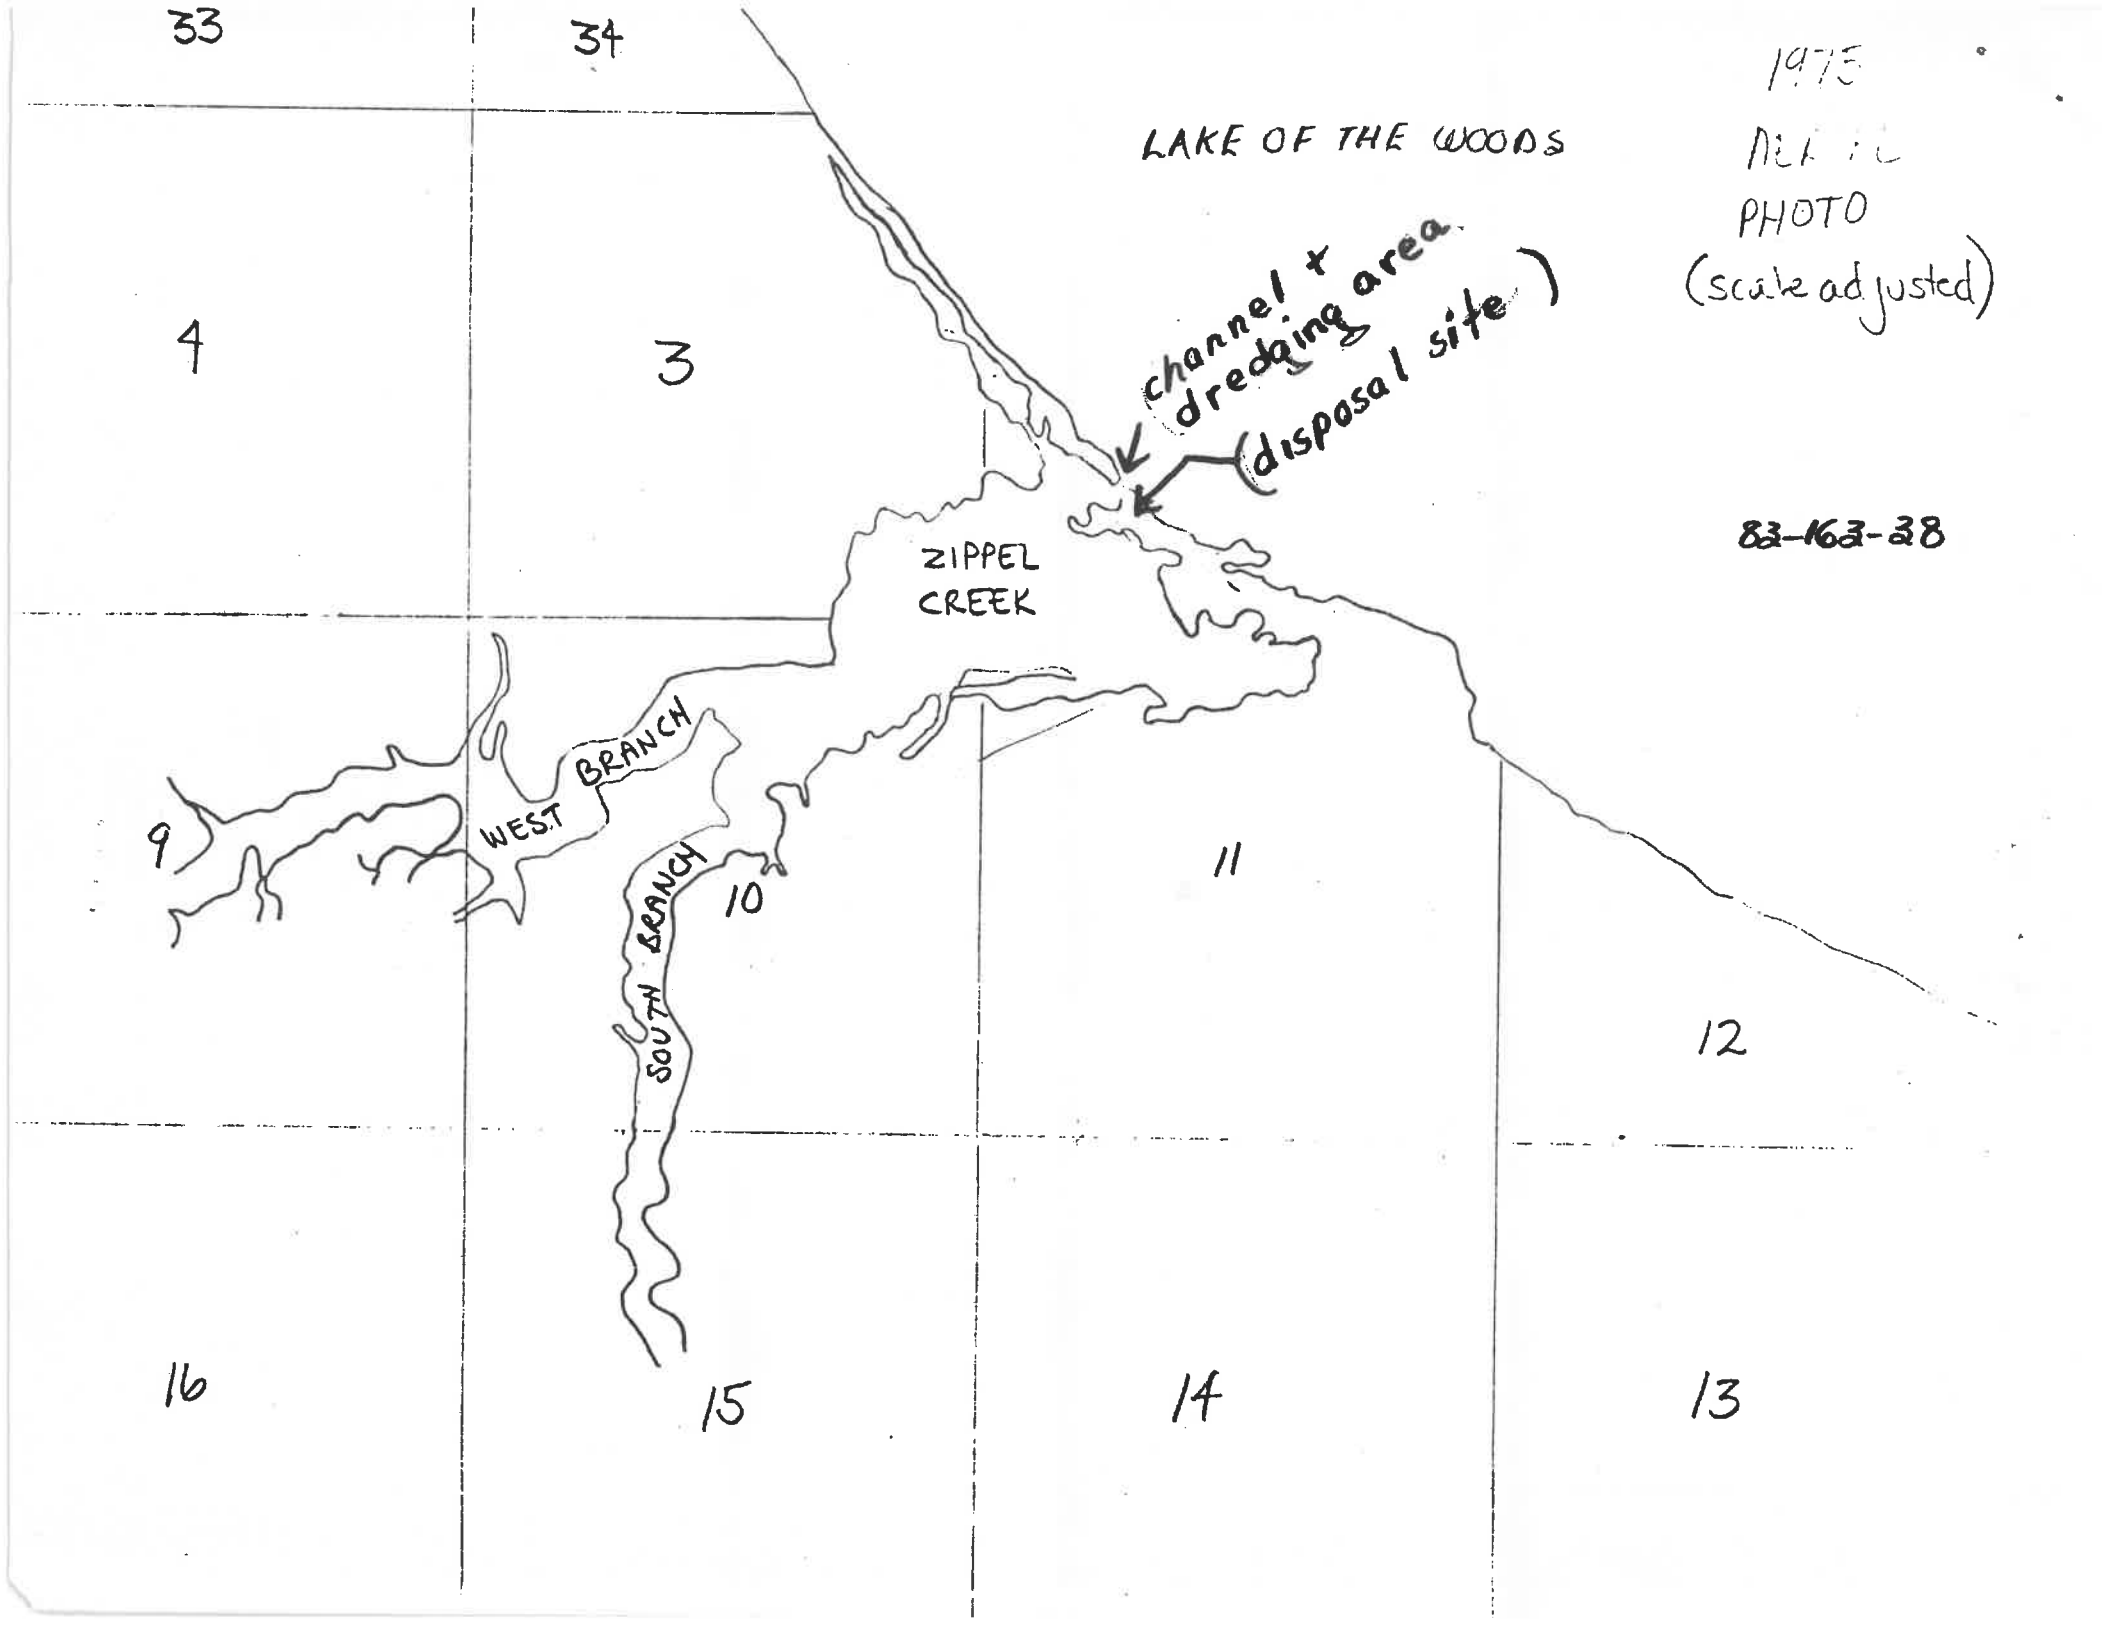 33
34
1975
LAKE OF THE WOODS
PHOTO
(scale adjusted)
channel +
dredging area
(disposal site)
4
3
83-163-38
ZIPPEL
CREEK
WEST BRANCH
9
SOUTH BRANCH
10
11
12
16
15
14
13